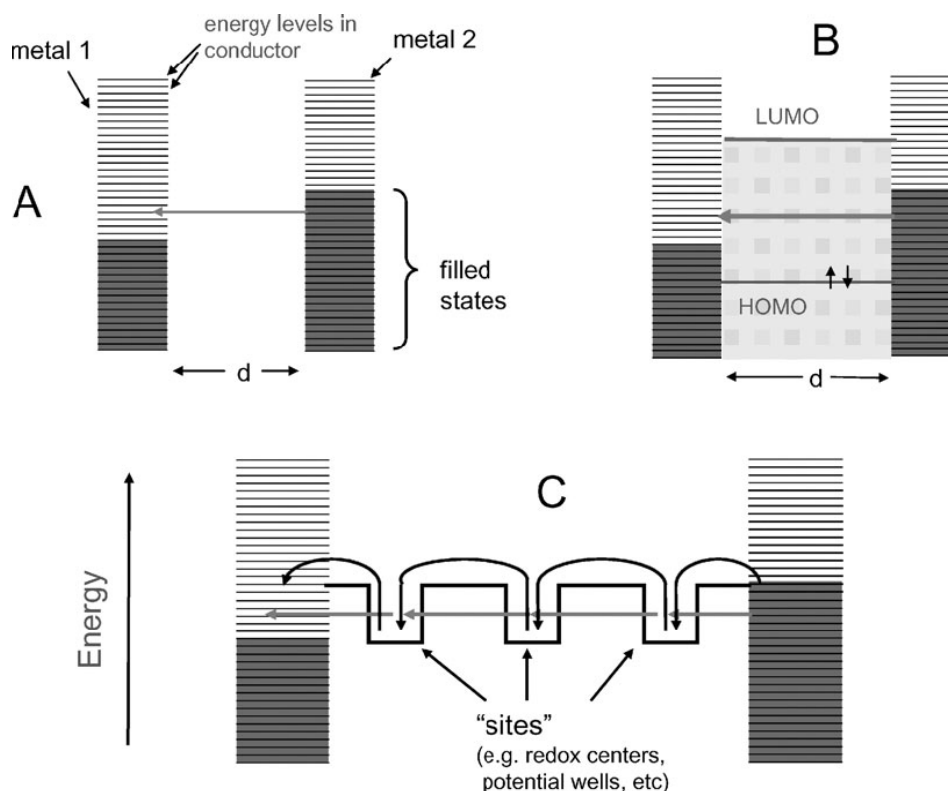 energy levels in
conductor
metal 1
metal 2
A
filled
states
d
B
LUMO
HOMO
d
C
Energy
“sites”
(e.g. redox centers,
potential wells, etc)